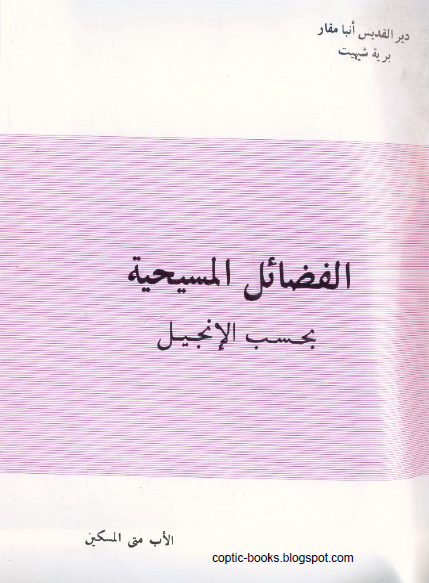 دير القديس أنبا مقار
برية شيهيت
الفضائل المسيحية
بحسب الإنجيل
الأب متى المسكين
coptic-books.blogspot.com